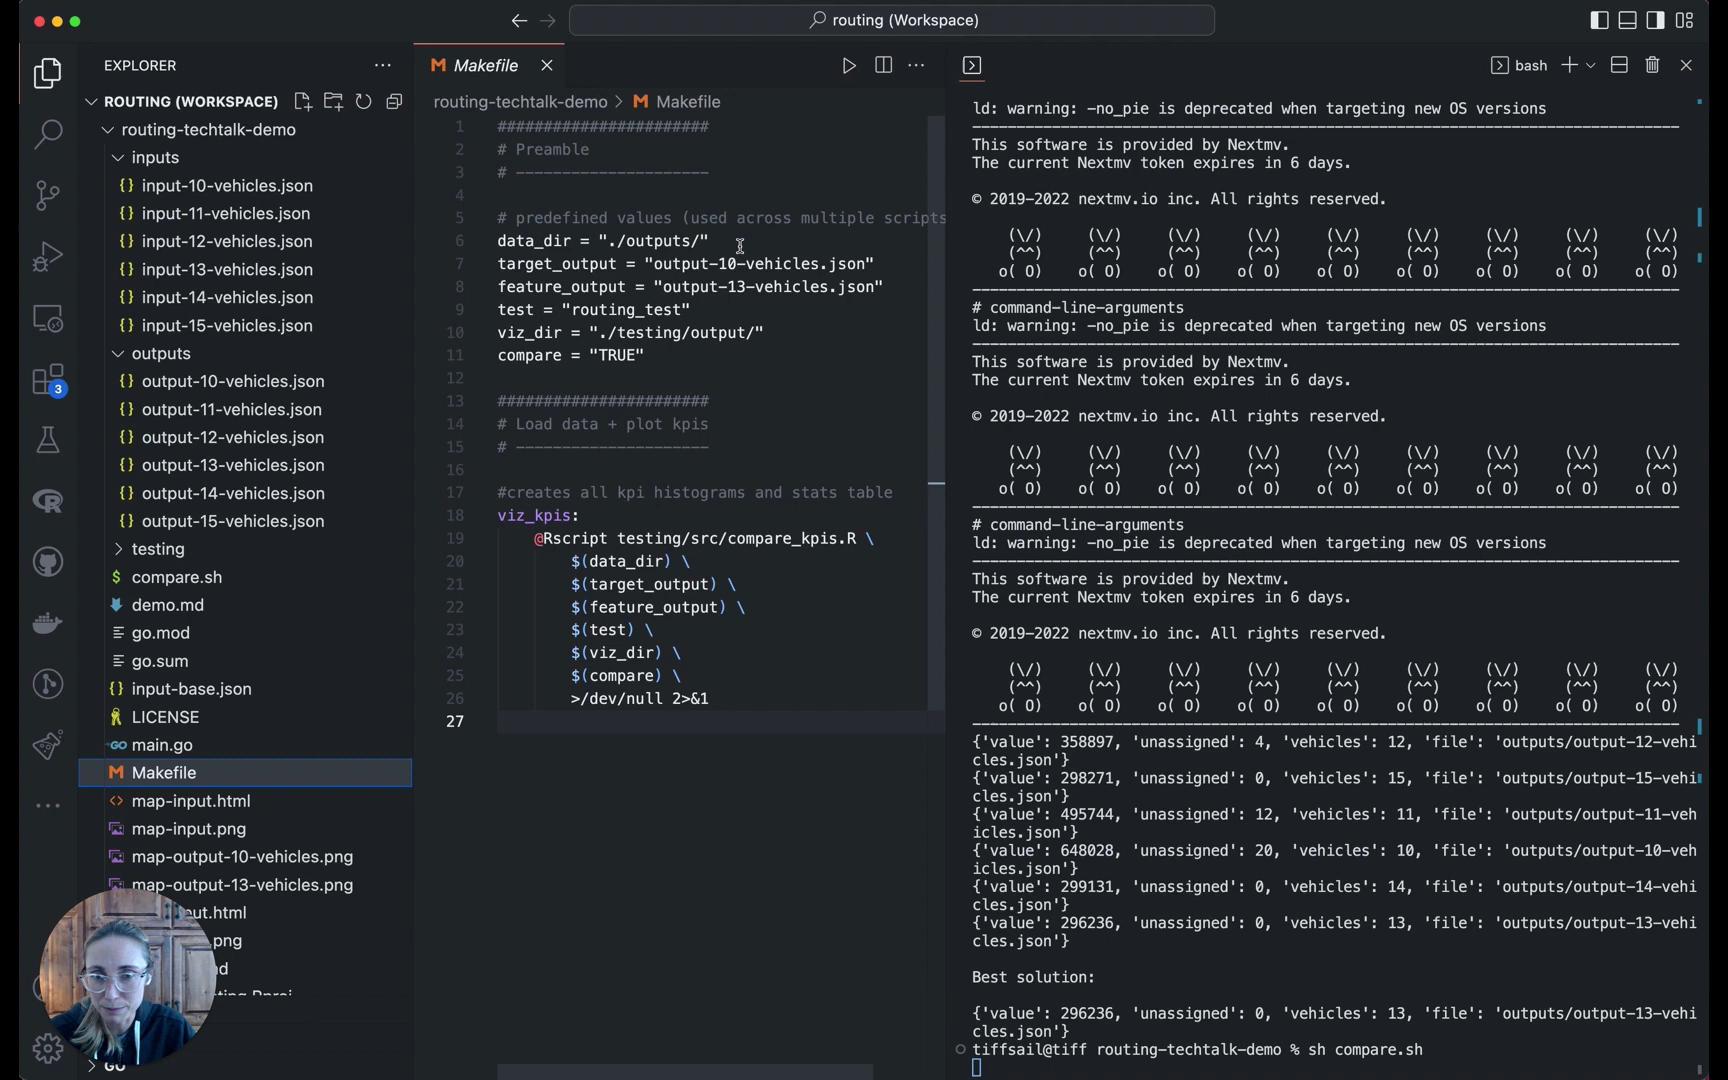 routing (Workspace)
EXPLORER
ROUTING (WORKSPACE)
routing-techtalk-demo
inputs
{} input-10-vehicles.json
{} input-11-vehicles.json
{} input-12-vehicles.json
{} input-13-vehicles.json
{} input-14-vehicles.json
{} input-15-vehicles.json
outputs
{} output-10-vehicles.json
{} output-11-vehicles.json
{} output-12-vehicles.json
{} output-13-vehicles.json
{} output-14-vehicles.json
{} output-15-vehicles.json
testing
$ compare.sh
demo.md
go.mod
go.sum
{} input-base.json
LICENSE
GO main.go
M Makefile
<> map-input.html
map-input.png
map-output-10-vehicles.png
map-output-13-vehicles.png
put.html
.png
GO
3
M Makefile
routing-techtalk-demo > M Makefile
1 #######################
2 # Preamble
3 # ---------------------
4
5 # predefined values (used across multiple scripts
6 data_dir = "./outputs/"
7 target_output = "output-10-vehicles.json"
8 feature_output = "output-13-vehicles.json"
9 test = "routing_test"
10 viz_dir = "./testing/output/"
11 compare = "TRUE"
12
13 #######################
14 # Load data + plot kpis
15 # ---------------------
16
17 #creates all kpi histograms and stats table
18 viz_kpis:
19 @Rscript testing/src/compare_kpis.R \
20 $(data_dir) \
21 $(target_output) \
22 $(feature_output) \
23 $(test) \
24 $(viz_dir) \
25 $(compare) \
26 >/dev/null 2>&1
27
bash
ld: warning: -no_pie is deprecated when targeting new OS versions
This software is provided by Nextmv.
The current Nextmv token expires in 6 days.
© 2019-2022 nextmv.io inc. All rights reserved.
(\/) (\/) (\/) (\/) (\/) (\/) (\/) (\/) (\/)
(^^) (^^) (^^) (^^) (^^) (^^) (^^) (^^) (^^)
o( O) o( O) o( O) o( O) o( O) o( O) o( O) o( O) o( O)
# command-line-arguments
ld: warning: -no_pie is deprecated when targeting new OS versions
This software is provided by Nextmv.
The current Nextmv token expires in 6 days.
© 2019-2022 nextmv.io inc. All rights reserved.
(\/) (\/) (\/) (\/) (\/) (\/) (\/) (\/) (\/)
(^^) (^^) (^^) (^^) (^^) (^^) (^^) (^^) (^^)
o( O) o( O) o( O) o( O) o( O) o( O) o( O) o( O) o( O)
# command-line-arguments
ld: warning: -no_pie is deprecated when targeting new OS versions
This software is provided by Nextmv.
The current Nextmv token expires in 6 days.
© 2019-2022 nextmv.io inc. All rights reserved.
(\/) (\/) (\/) (\/) (\/) (\/) (\/) (\/) (\/)
(^^) (^^) (^^) (^^) (^^) (^^) (^^) (^^) (^^)
o( O) o( O) o( O) o( O) o( O) o( O) o( O) o( O) o( O)
{'value': 358897, 'unassigned': 4, 'vehicles': 12, 'file': 'outputs/output-12-vehi
cles.json'}
{'value': 298271, 'unassigned': 0, 'vehicles': 15, 'file': 'outputs/output-15-vehi
cles.json'}
{'value': 495744, 'unassigned': 12, 'vehicles': 11, 'file': 'outputs/output-11-veh
icles.json'}
{'value': 648028, 'unassigned': 20, 'vehicles': 10, 'file': 'outputs/output-10-veh
icles.json'}
{'value': 299131, 'unassigned': 0, 'vehicles': 14, 'file': 'outputs/output-14-vehi
cles.json'}
{'value': 296236, 'unassigned': 0, 'vehicles': 13, 'file': 'outputs/output-13-vehi
cles.json'}
Best solution:
{'value': 296236, 'unassigned': 0, 'vehicles': 13, 'file': 'outputs/output-13-vehi
cles.json'}
tiffsail@tiff routing-techtalk-demo % sh compare.sh